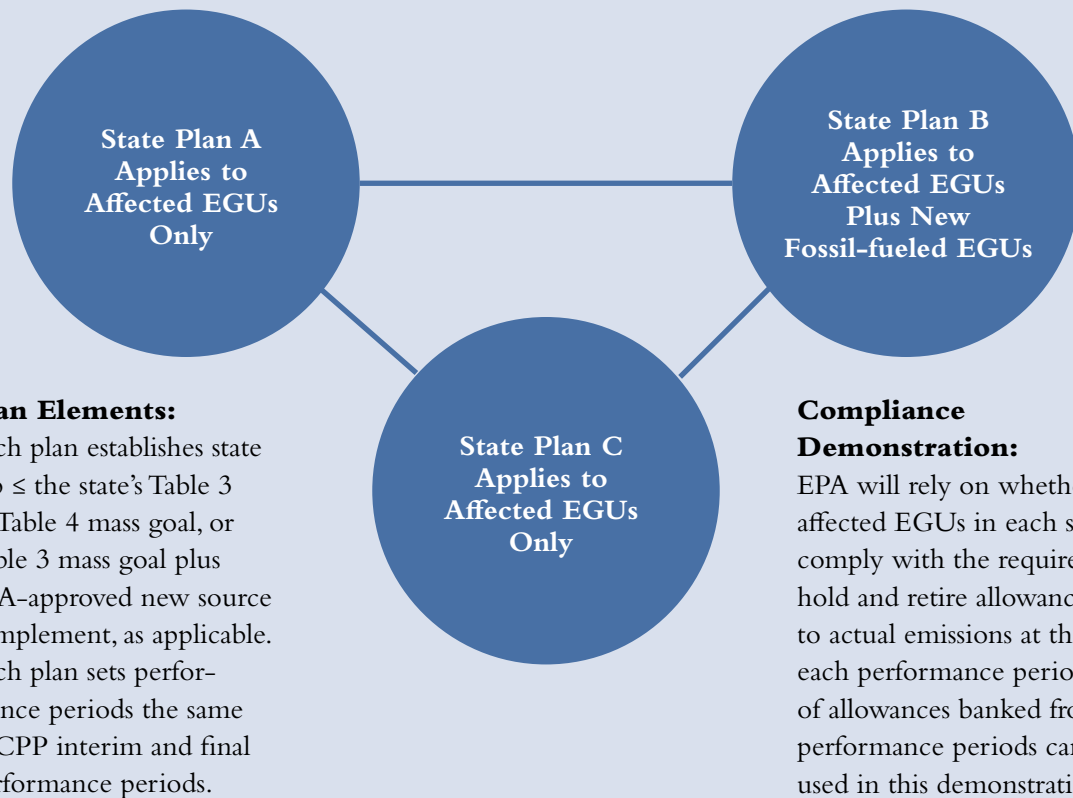 State Plan A
Applies to
Affected EGUs
Only
State Plan B
Applies to
Affected EGUs
Plus New
Fossil-fueled EGUs
State Plan C
Applies to
Affected EGUs
Only
an Elements:
ch plan establishes state
≤ the state's Table 3
Table 4 mass goal, or
ble 3 mass goal plus
A-approved new source
mplement, as applicable.
ch plan sets perfor-
nce periods the same
CPP interim and final
rformance periods.
Compliance
Demonstration:
EPA will rely on wheth
affected EGUs in each s
comply with the require
hold and retire allowanc
to actual emissions at th
each performance perio
of allowances banked fr
performance periods ca
used in this demonstrati